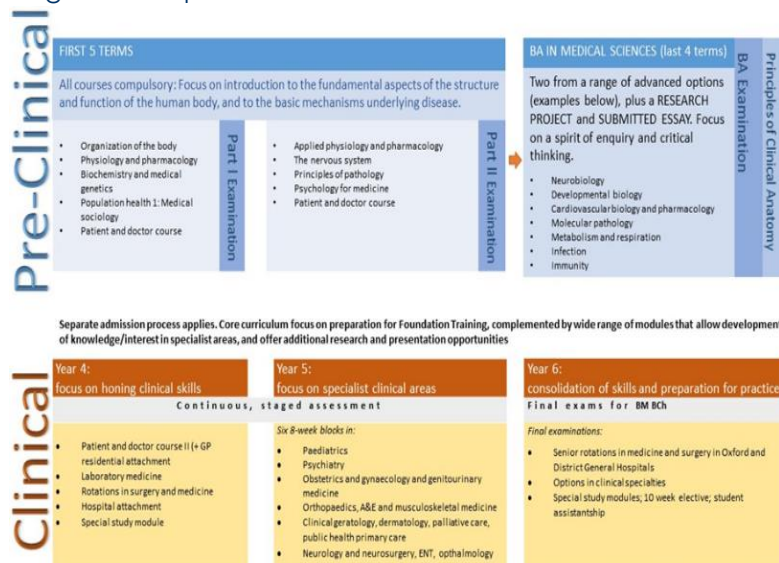 Pre-Clinical
FIRST 5 TERMS
All courses compulsory: Focus on introduction to the fundamental aspects of the structure
and function of the human body, and to the basic mechanisms underlying disease.
• Organization of the body
• Physiology and pharmacology
• Biochemistry and medical
genetics
• Population health 1: Medical
sociology
• Patient and doctor course
Part I Examination
• Applied physiology and pharmacology
• The nervous system
• Principles of pathology
• Psychology for medicine
• Patient and doctor course
Part II Examination
BA IN MEDICAL SCIENCES (last 4 terms)
Two from a range of advanced options
(examples below), plus a RESEARCH
PROJECT and SUBMITTED ESSAY. Focus
on a spirit of enquiry and critical
thinking.
• Neurobiology
• Developmental biology
• Cardiovascular biology and pharmacology
• Molecular pathology
• Metabolism and respiration
• Infection
• Immunity
BA Examination
Principles of Clinical Anatomy
Separate admission process applies. Core curriculum focus on preparation for Foundation Training, complemented by wide range of modules that allow development
of knowledge/interest in specialist areas, and offer additional research and presentation opportunities
Clinical
Year 4:
focus on honing clinical skills
Year 5:
focus on specialist clinical areas
Year 6:
consolidation of skills and preparation for practice
Continuous, staged assessment
Final exams for BM BCh
• Patient and doctor course II (+ GP
residential attachment
• Laboratory medicine
• Rotations in surgery and medicine
• Hospital attachment
• Special study module
Six 8-week blocks in:
• Paediatrics
• Psychiatry
• Obstetrics and gynaecology and genitourinary
medicine
• Orthopaedics, A&E and musculoskeletal medicine
• Clinical geratology, dermatology, palliative care,
public health primary care
• Neurology and neurosurgery, ENT, opthalmology
Final examinations:
• Senior rotations in medicine and surgery in Oxford and
District General Hospitals
• Options in clinical specialties
• Special study modules; 10 week elective; student
assistantship